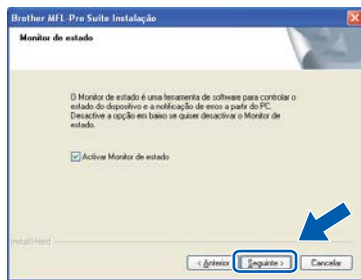 Brother MFL-Pro Suite Instalação
Monitor de estado
O Monitor de estado é uma ferramenta de software para controlar o
estado do dispositivo e a notificação de erros a partir do PC.
Desactive a opção em baixo se quiser desactivar o Monitor de
estado.
Activar Monitor de estado
InstallShield
< Anterior
Seguinte >
Cancelar